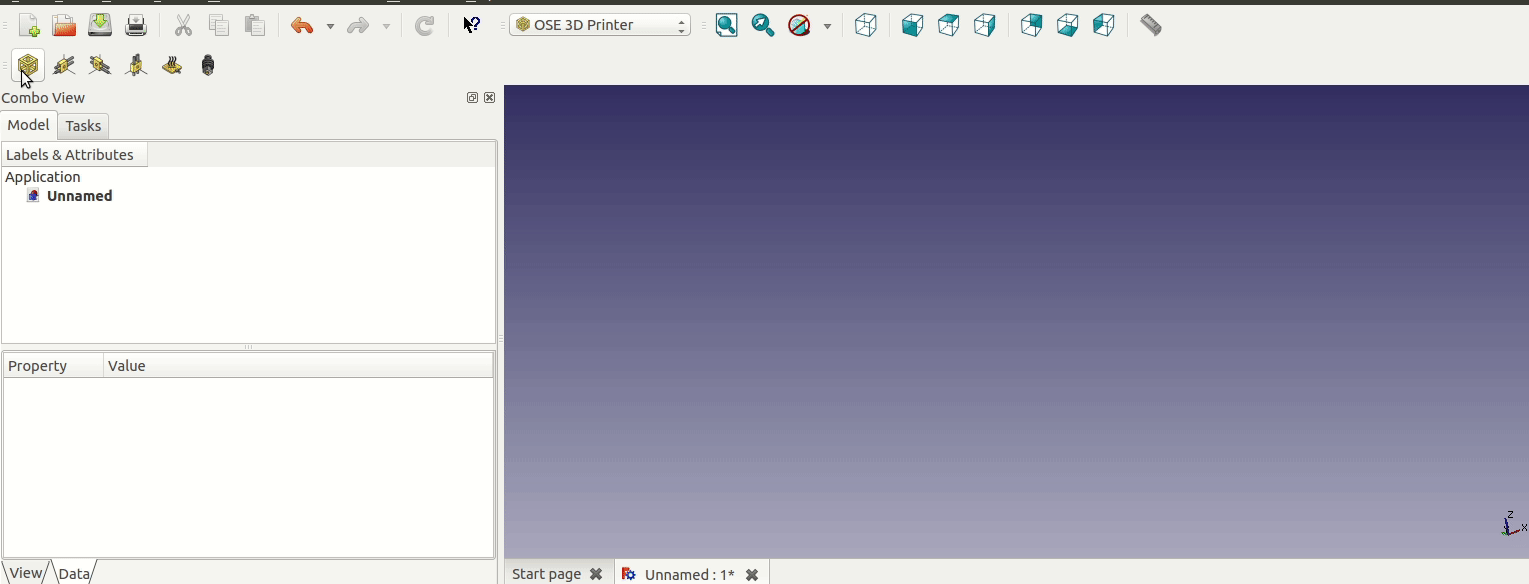 OSE 3D Printer
Combo View
Model Tasks
Labels & Attributes
Application
Unnamed
Property Value
View Data
Start page Unnamed : 1*
Z
X